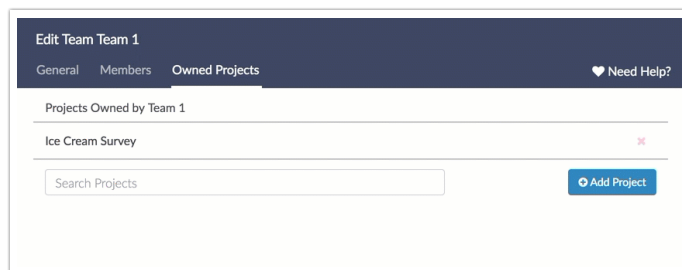 Edit Team Team 1
General Members Owned Projects Need Help?
Projects Owned by Team 1
Ice Cream Survey
Search Projects Add Project